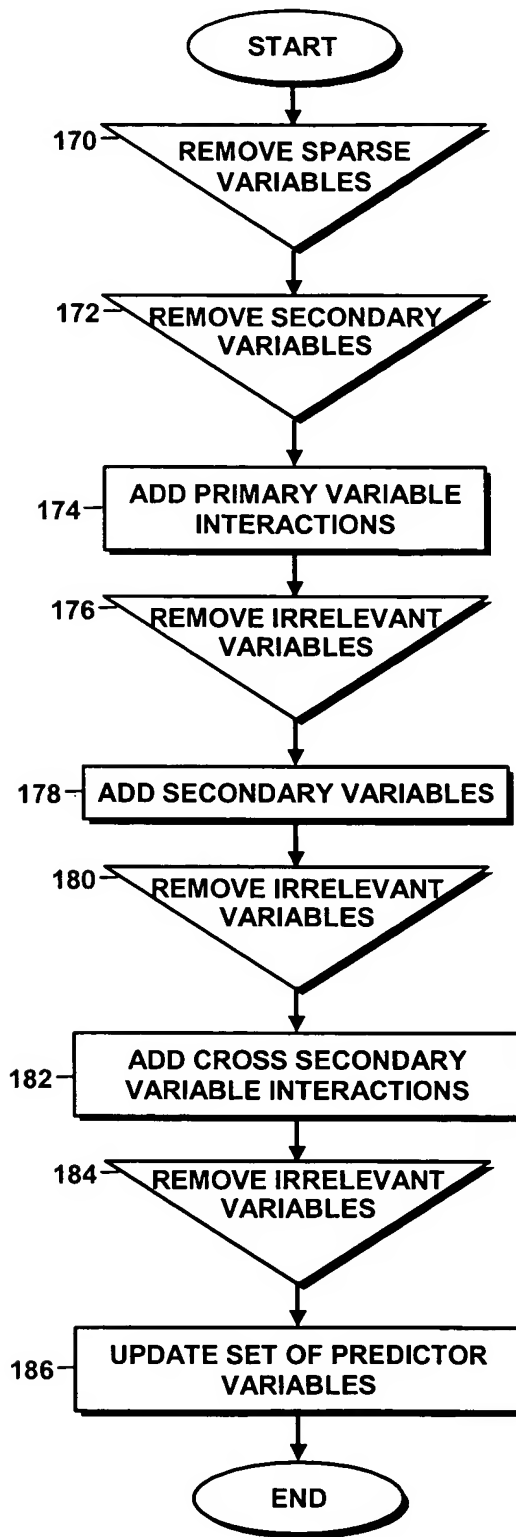 START
170
REMOVE SPARSE
VARIABLES
172
REMOVE SECONDARY
VARIABLES
174
ADD PRIMARY VARIABLE
INTERACTIONS
176
REMOVE IRRELEVANT
VARIABLES
178
ADD SECONDARY VARIABLES
180
REMOVE IRRELEVANT
VARIABLES
182
ADD CROSS SECONDARY
VARIABLE INTERACTIONS
184
REMOVE IRRELEVANT
VARIABLES
186
UPDATE SET OF PREDICTOR
VARIABLES
END